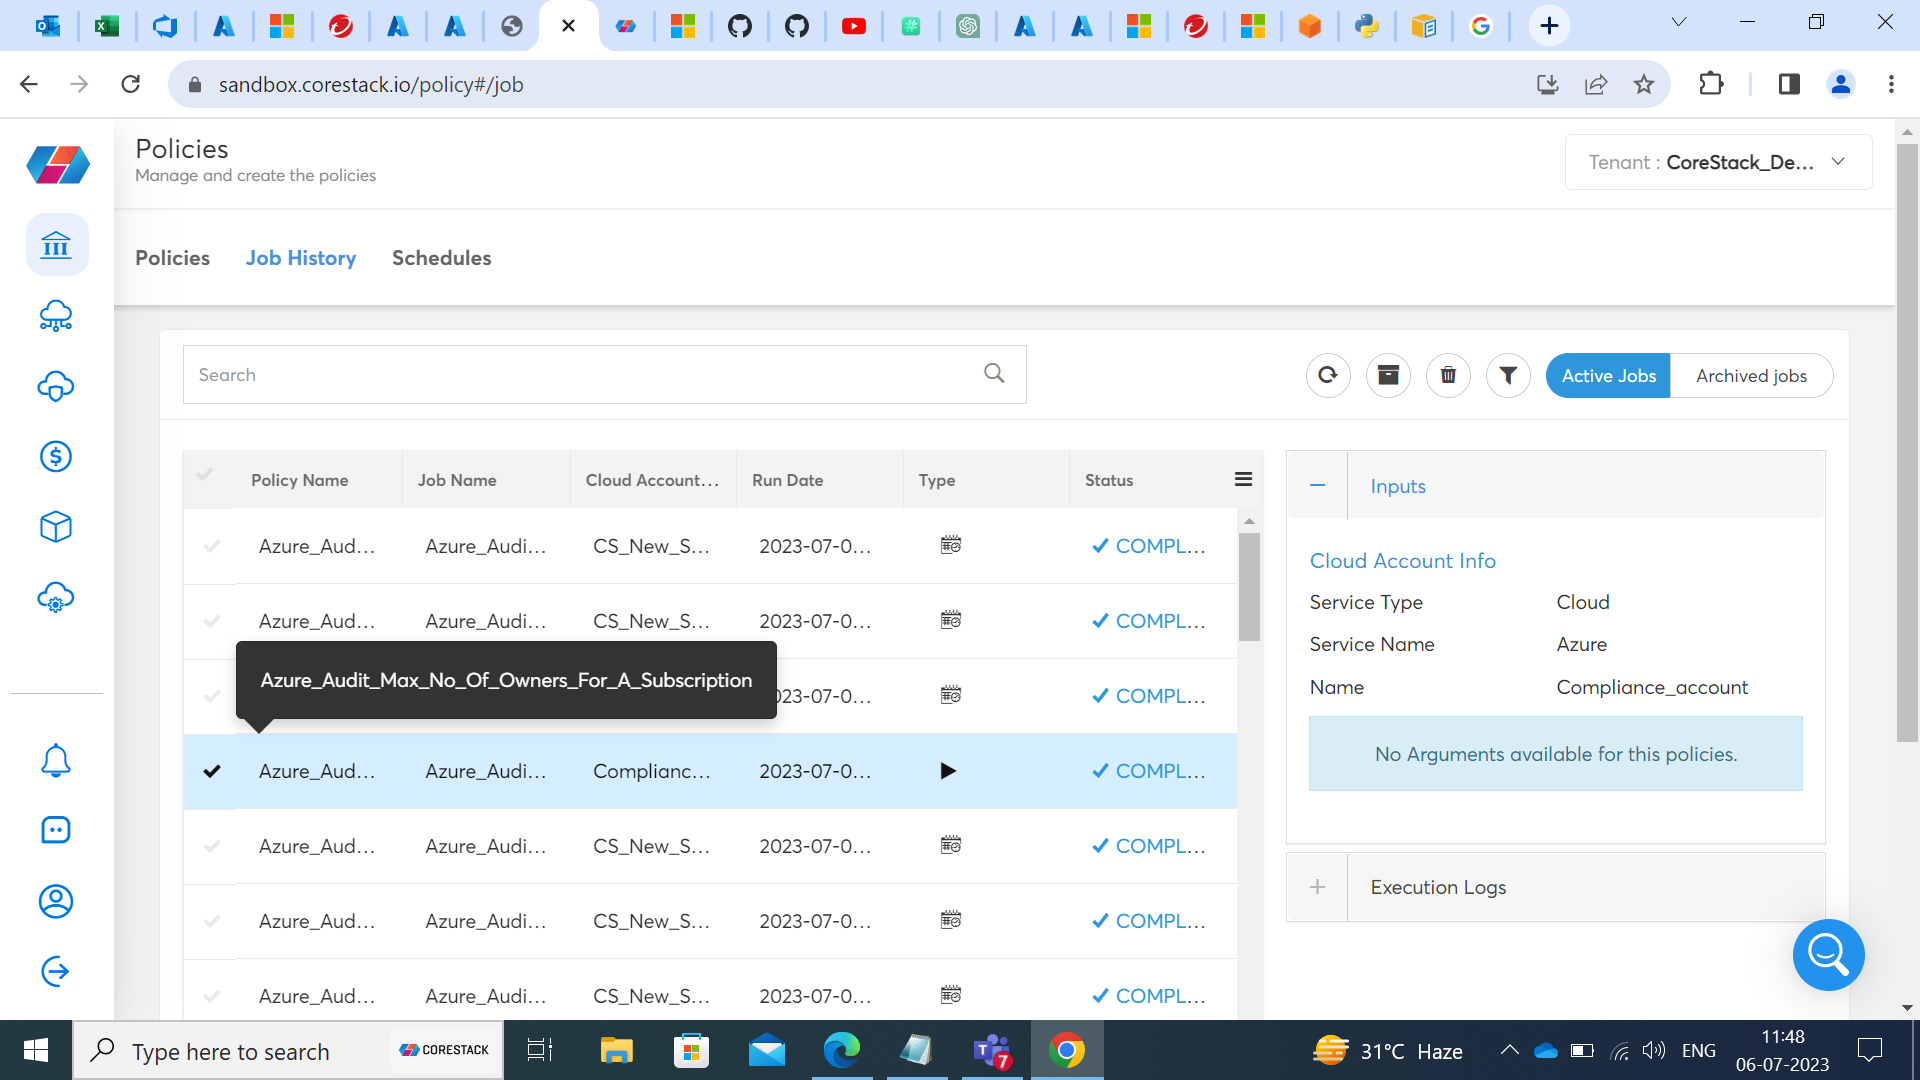 sandbox.corestack.io/policy#/job
Policies
Manage and create the policies
Tenant : CoreStack_De...
Policies
Job History
Schedules
Search
Active Jobs
Archived jobs
Policy Name
Job Name
Cloud Account...
Run Date
Type
Status
Azure_Aud...
Azure_Audi...
CS_New_S...
2023-07-0...
COMPL...
Azure_Aud...
Azure_Audi...
CS_New_S...
2023-07-0...
COMPL...
Azure_Audit_Max_No_Of_Owners_For_A_Subscription
023-07-0...
COMPL...
Azure_Aud...
Azure_Audi...
Complianc...
2023-07-0...
COMPL...
Azure_Aud...
Azure_Audi...
CS_New_S...
2023-07-0...
COMPL...
Azure_Aud...
Azure_Audi...
CS_New_S...
2023-07-0...
COMPL...
Azure_Aud...
Azure_Audi...
CS_New_S...
2023-07-0...
COMPL...
Inputs
Cloud Account Info
Service Type
Cloud
Service Name
Azure
Name
Compliance_account
No Arguments available for this policies.
Execution Logs
Type here to search
CORESTACK
7
31°C Haze
ENG
11:48
06-07-2023